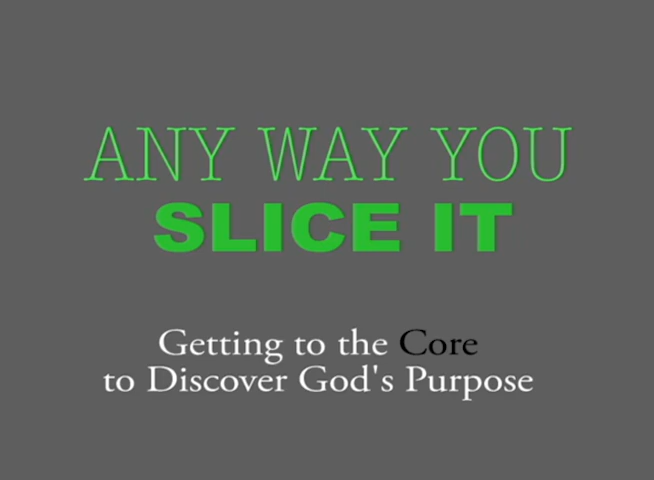 ANY WAY YOU
SLICE IT
Getting to the Core
to Discover God's Purpose